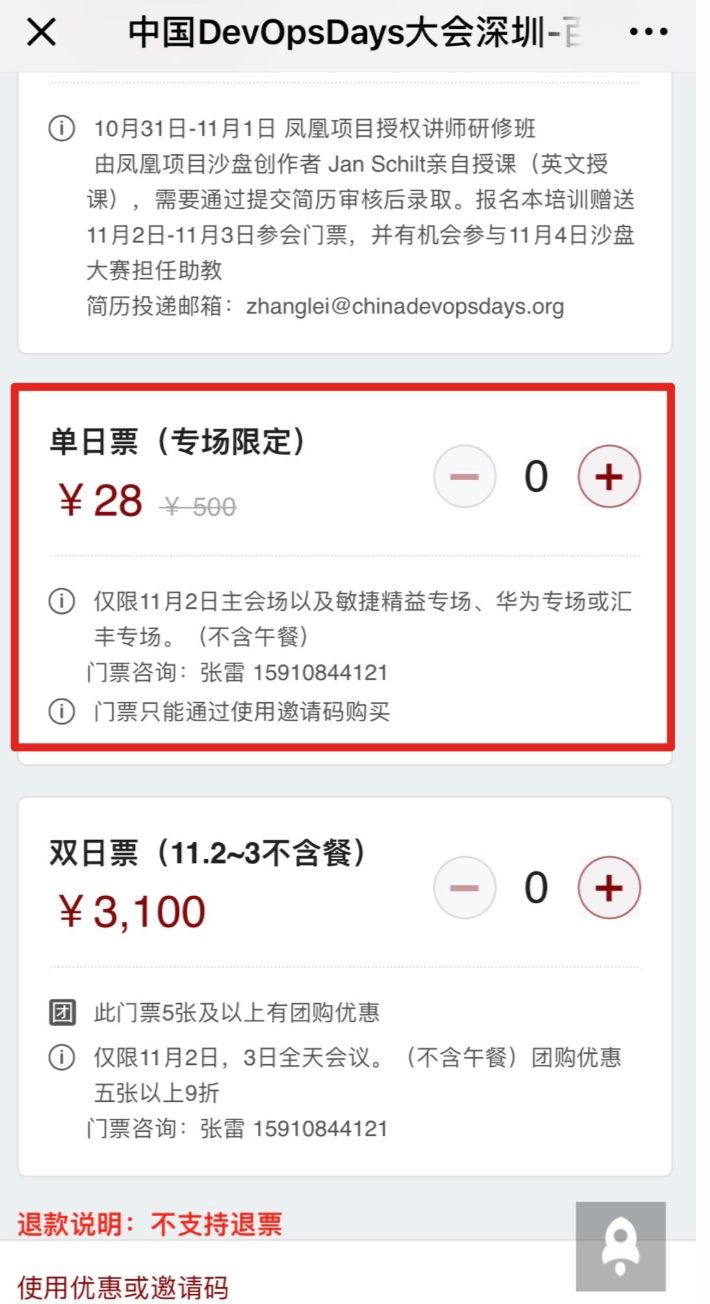 中国DevOpsDays大会深圳-
10月31日-11月1日 凤凰项目授权讲师研修班
由凤凰项目沙盘创作者 Jan Schilt亲自授课（英文授
课），需要通过提交简历审核后录取。报名本培训赠送
11月2日-11月3日参会门票，并有机会参与11月4日沙盘
大赛担任助教
简历投递邮箱：zhanglei@chinadevopsdays.org
单日票（专场限定）
¥28 ¥ 500
0
仅限11月2日主会场以及敏捷精益专场、华为专场或汇
丰专场。（不含午餐）
门票咨询：张雷 15910844121
门票只能通过使用邀请码购买
双日票（11.2~3不含餐）
¥3,100
0
团 此门票5张及以上有团购优惠
仅限11月2日，3日全天会议。（不含午餐）团购优惠
五张以上9折
门票咨询：张雷 15910844121
退款说明：不支持退票
使用优惠或邀请码